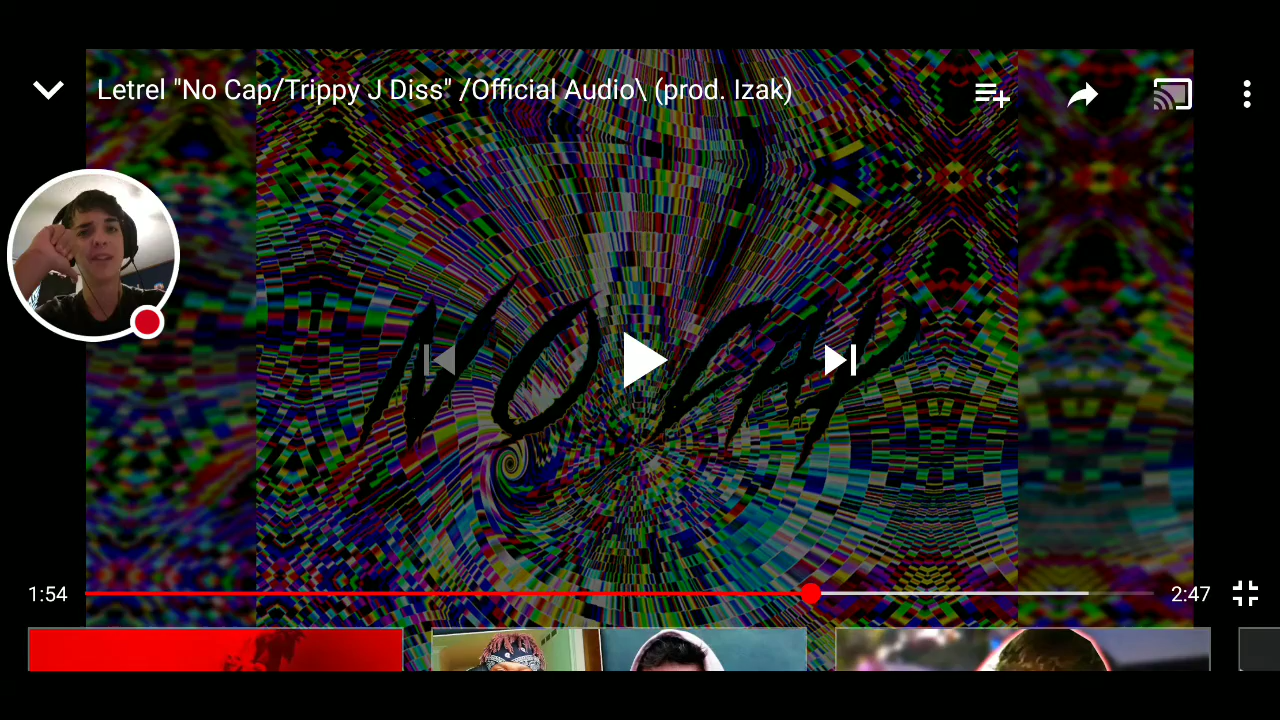 Letrel "No Cap/Trippy J Diss" /Official Audio\ (prod. Izak)
NO CAP
1:54
2:47